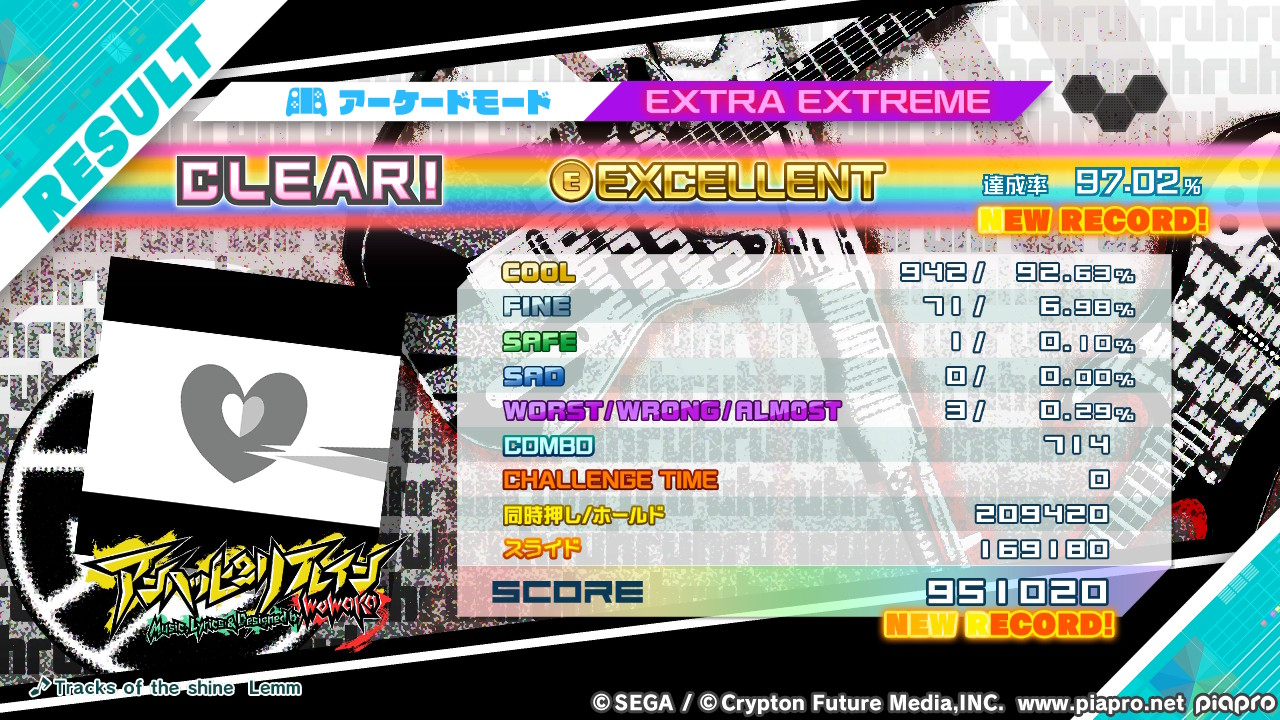 RESULT
アーケードモード EXTRA EXTREME
CLEAR! E EXCELLENT 達成率 97.02%
NEW RECORD!
COOL 942/ 92.63%
FINE 71/ 6.98%
SAFE 1/ 0.10%
SAD 0/ 0.00%
WORST/WRONG/ALMOST 3/ 0.29%
COMBO 714
CHALLENGE TIME 0
同時押し/ホールド 209420
スライド 169180
SCORE 951020
NEW RECORD!
アンハッピーリフレイン
Music, Lyrics & Designed by wowaka
♪Tracks of the shine Lemm
©SEGA / ©Crypton Future Media,INC. www.piapro.net piapro